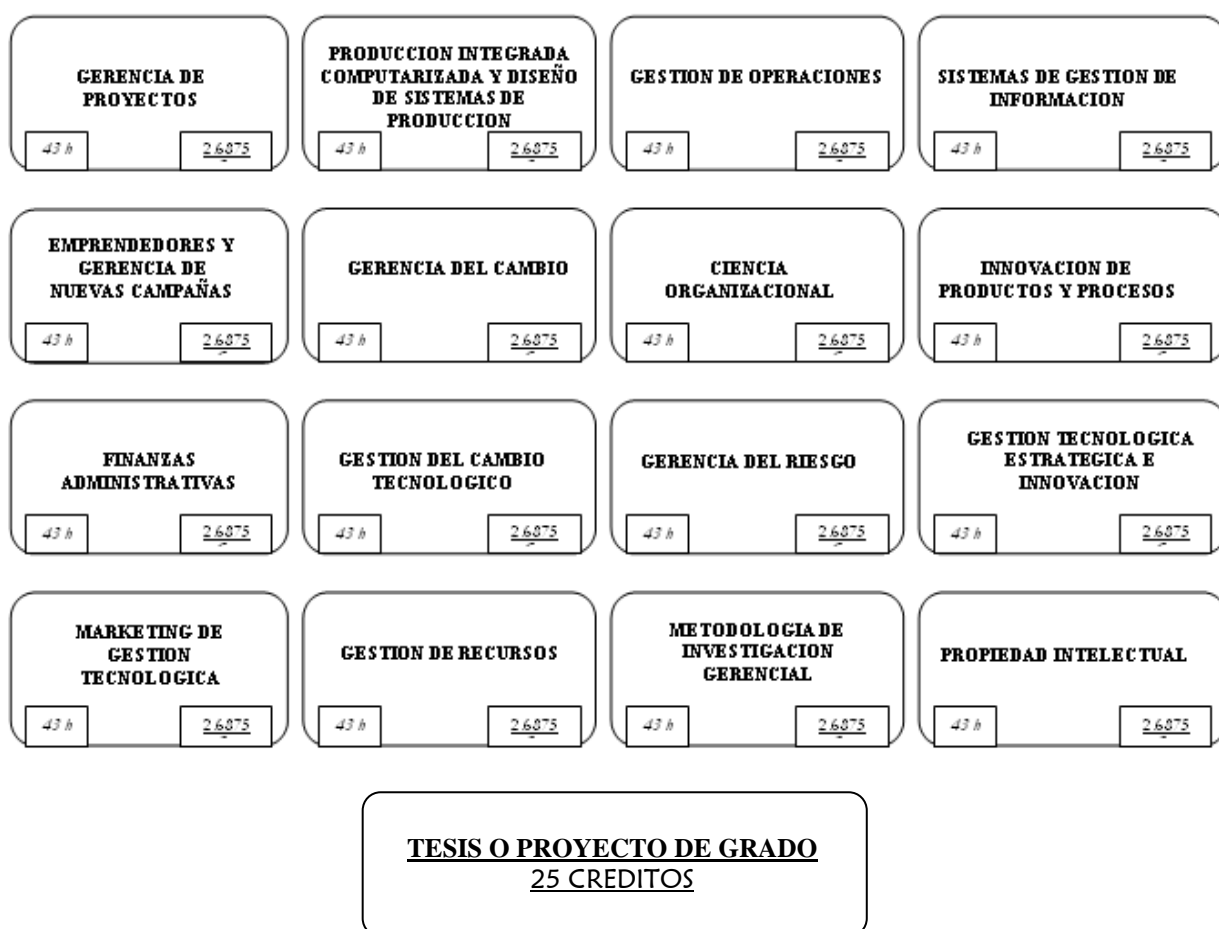 GERENCIA DE
PROYECTOS
43 h
2.6875
PRODUCCION INTEGRADA
COMPUTARIZADA Y DISEÑO
DE SISTEMAS DE
PRODUCCION
43 h
2.6875
GESTION DE OPERACIONES
43 h
2.6875
SISTEMAS DE GESTION DE
INFORMACION
43 h
2.6875
EMPRENDEDORES Y
GERENCIA DE
NUEVAS CAMPAÑAS
43 h
2.6875
GERENCIA DEL CAMBIO
43 h
2.6875
CIENCIA
ORGANIZACIONAL
43 h
2.6875
INNOVACION DE
PRODUCTOS Y PROCESOS
43 h
2.6875
FINANZAS
ADMINISTRATIVAS
43 h
2.6875
GESTION DEL CAMBIO
TECNOLOGICO
43 h
2.6875
GERENCIA DEL RIESGO
43 h
2.6875
GESTION TECNOLOGICA
ESTRATEGICA E
INNOVACION
43 h
2.6875
MARKETING DE
GESTION
TECNOLOGICA
43 h
2.6875
GESTION DE RECURSOS
43 h
2.6875
METODOLOGIA DE
INVESTIGACION
GERENCIAL
43 h
2.6875
PROPIEDAD INTELECTUAL
43 h
2.6875
TESIS O PROYECTO DE GRADO
25 CREDITOS